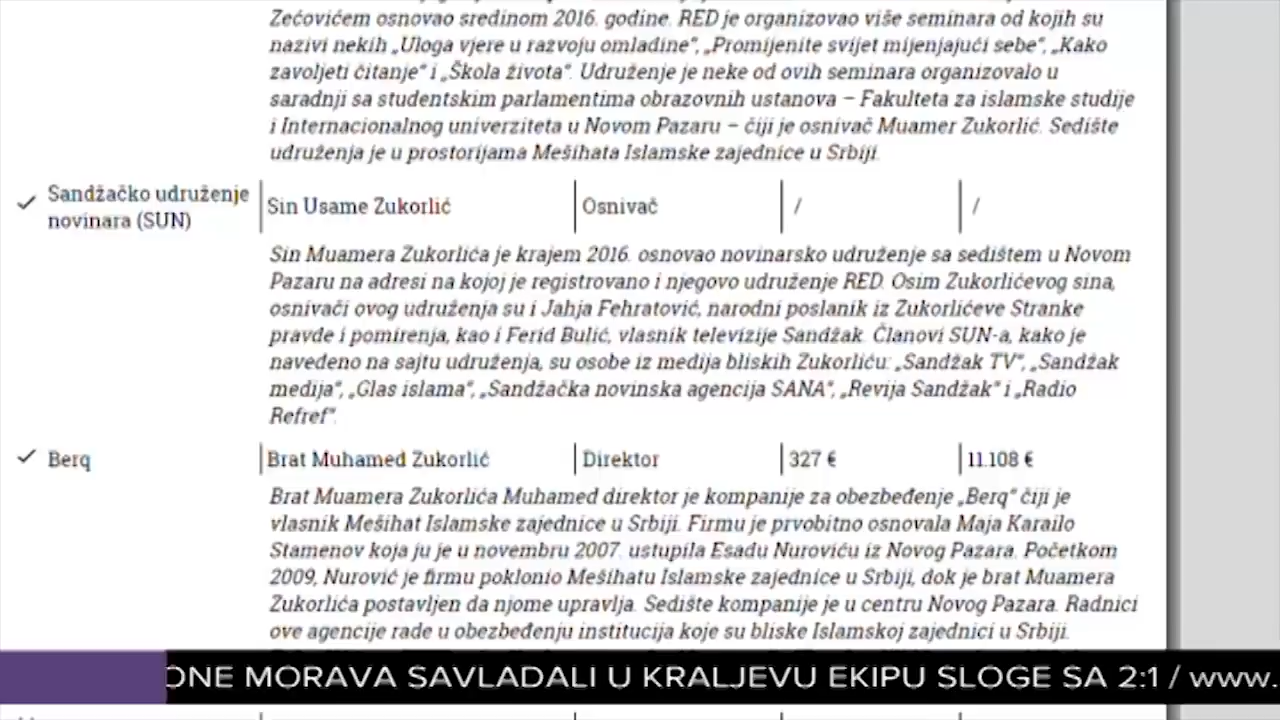 Zećovićem osnovao sredinom 2016. godine. RED je organizovao više seminara od kojih su
nazivi nekih „Uloga vjere u razvoju omladine“, „Promijenite svijet mijenjajući sebe“, „Kako
zavoljeti čitanje“ i „Škola života“. Udruženje je neke od ovih seminara organizovalo u
saradnji sa studentskim parlamentima obrazovnih ustanova – Fakulteta za islamske studije
i Internacionalnog univerziteta u Novom Pazaru – čiji je osnivač Muamer Zukorlić. Sedište
udruženja je u prostorijama Mešihata Islamske zajednice u Srbiji.
Sandžačko udruženje
novinara (SUN)
Sin Usame Zukorlić
Osnivač
/
/
Sin Muamera Zukorlića je krajem 2016. osnovao novinarsko udruženje sa sedištem u Novom
Pazaru na adresi na kojoj je registrovano i njegovo udruženje RED. Osim Zukorlićevog sina,
osnivači ovog udruženja su i Jahja Fehratović, narodni poslanik iz Zukorlićeve Stranke
pravde i pomirenja, kao i Ferid Bulić, vlasnik televizije Sandžak. Članovi SUN-a, kako je
navedeno na sajtu udruženja, su osobe iz medija bliskih Zukorliću: „Sandžak TV“, „Sandžak
medija“, „Glas islama“, „Sandžačka novinska agencija SANA“, „Revija Sandžak“ i „Radio
Refref“.
Berq
Brat Muhamed Zukorlić
Direktor
327 €
11.108 €
Brat Muamera Zukorlića Muhamed direktor je kompanije za obezbeđenje „Berq“ čiji je
vlasnik Mešihat Islamske zajednice u Srbiji. Firmu je prvobitno osnovala Maja Karailo
Stamenov koja ju je u novembru 2007. ustupila Esadu Nuroviću iz Novog Pazara. Početkom
2009, Nurović je firmu poklonio Mešihatu Islamske zajednice u Srbiji, dok je brat Muamera
Zukorlića postavljen da njome upravlja. Sedište kompanije je u centru Novog Pazara. Radnici
ove agencije rade u obezbeđenju institucija koje su bliske Islamskoj zajednici u Srbiji.
ONE MORAVA SAVLADALI U KRALJEVU EKIPU SLOGE SA 2:1 / www.